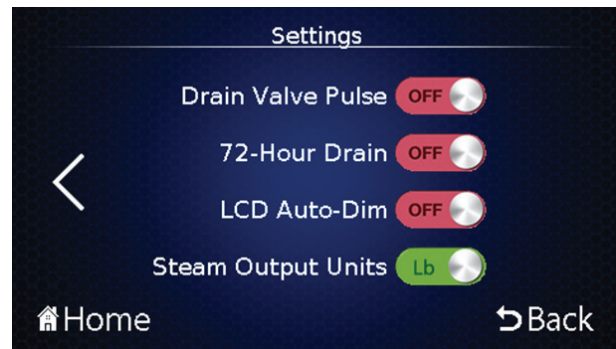 Settings
Drain Valve Pulse OFF
72-Hour Drain OFF
LCD Auto-Dim OFF
Steam Output Units Lb
Home Back